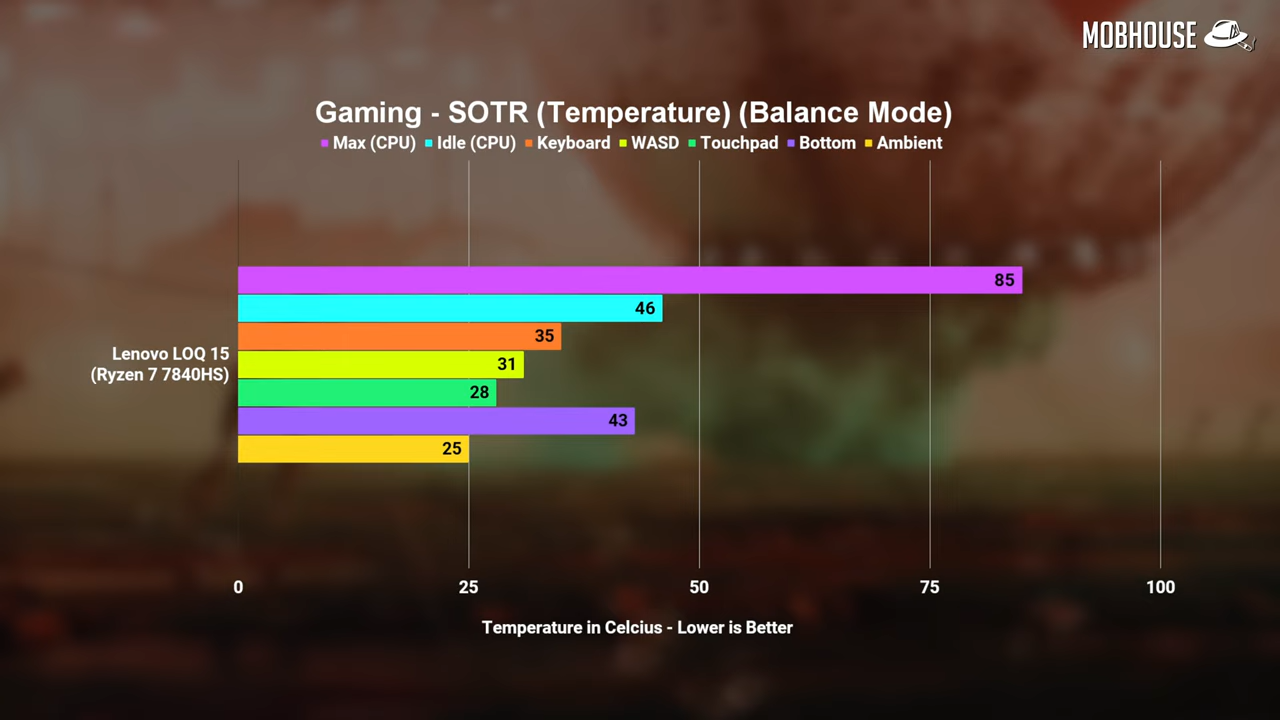 MOBHOUSE
Gaming - SOTR (Temperature) (Balance Mode)
Max (CPU) Idle (CPU) Keyboard WASD Touchpad Bottom Ambient
85
46
35
31
28
43
25
Lenovo LOQ 15
(Ryzen 7 7840HS)
0 25 50 75 100
Temperature in Celcius - Lower is Better